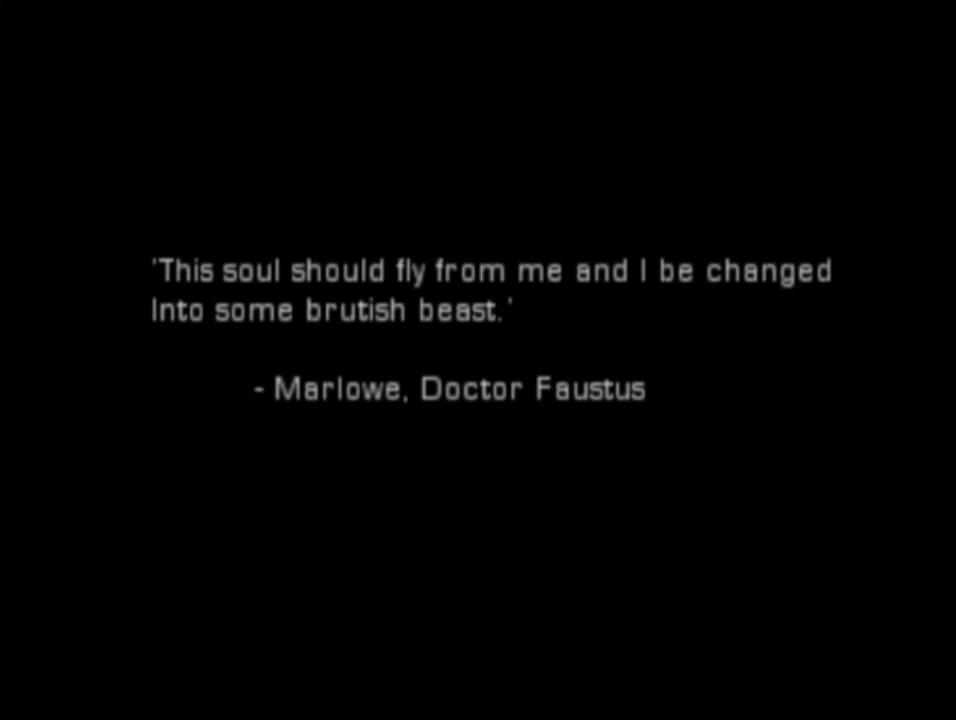 'This soul should fly from me and I be changed
Into some brutish beast.'
- Marlowe, Doctor Faustus